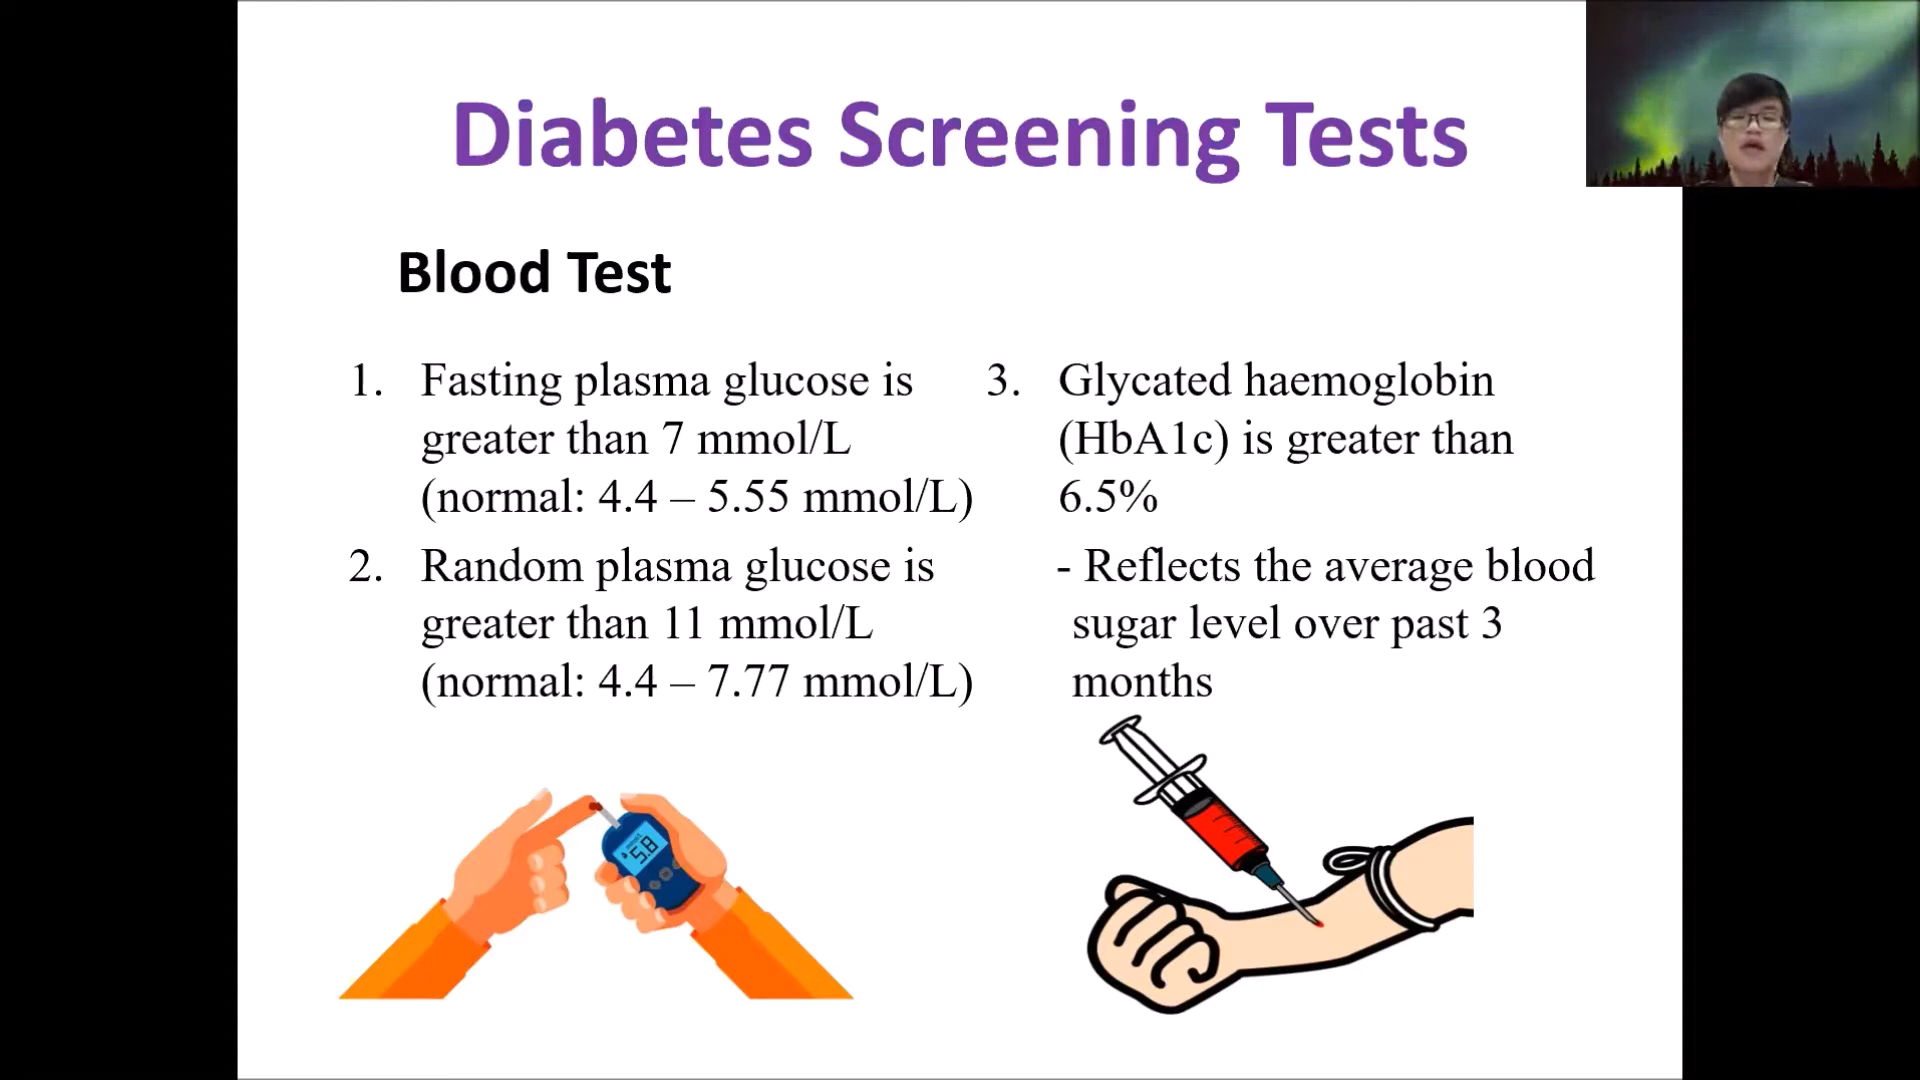 Diabetes Screening Tests
Blood Test
1. Fasting plasma glucose is
greater than 7 mmol/L
(normal: 4.4 – 5.55 mmol/L)
2. Random plasma glucose is
greater than 11 mmol/L
(normal: 4.4 – 7.77 mmol/L)
3. Glycated haemoglobin
(HbA1c) is greater than
6.5%
- Reflects the average blood
sugar level over past 3
months
5.8